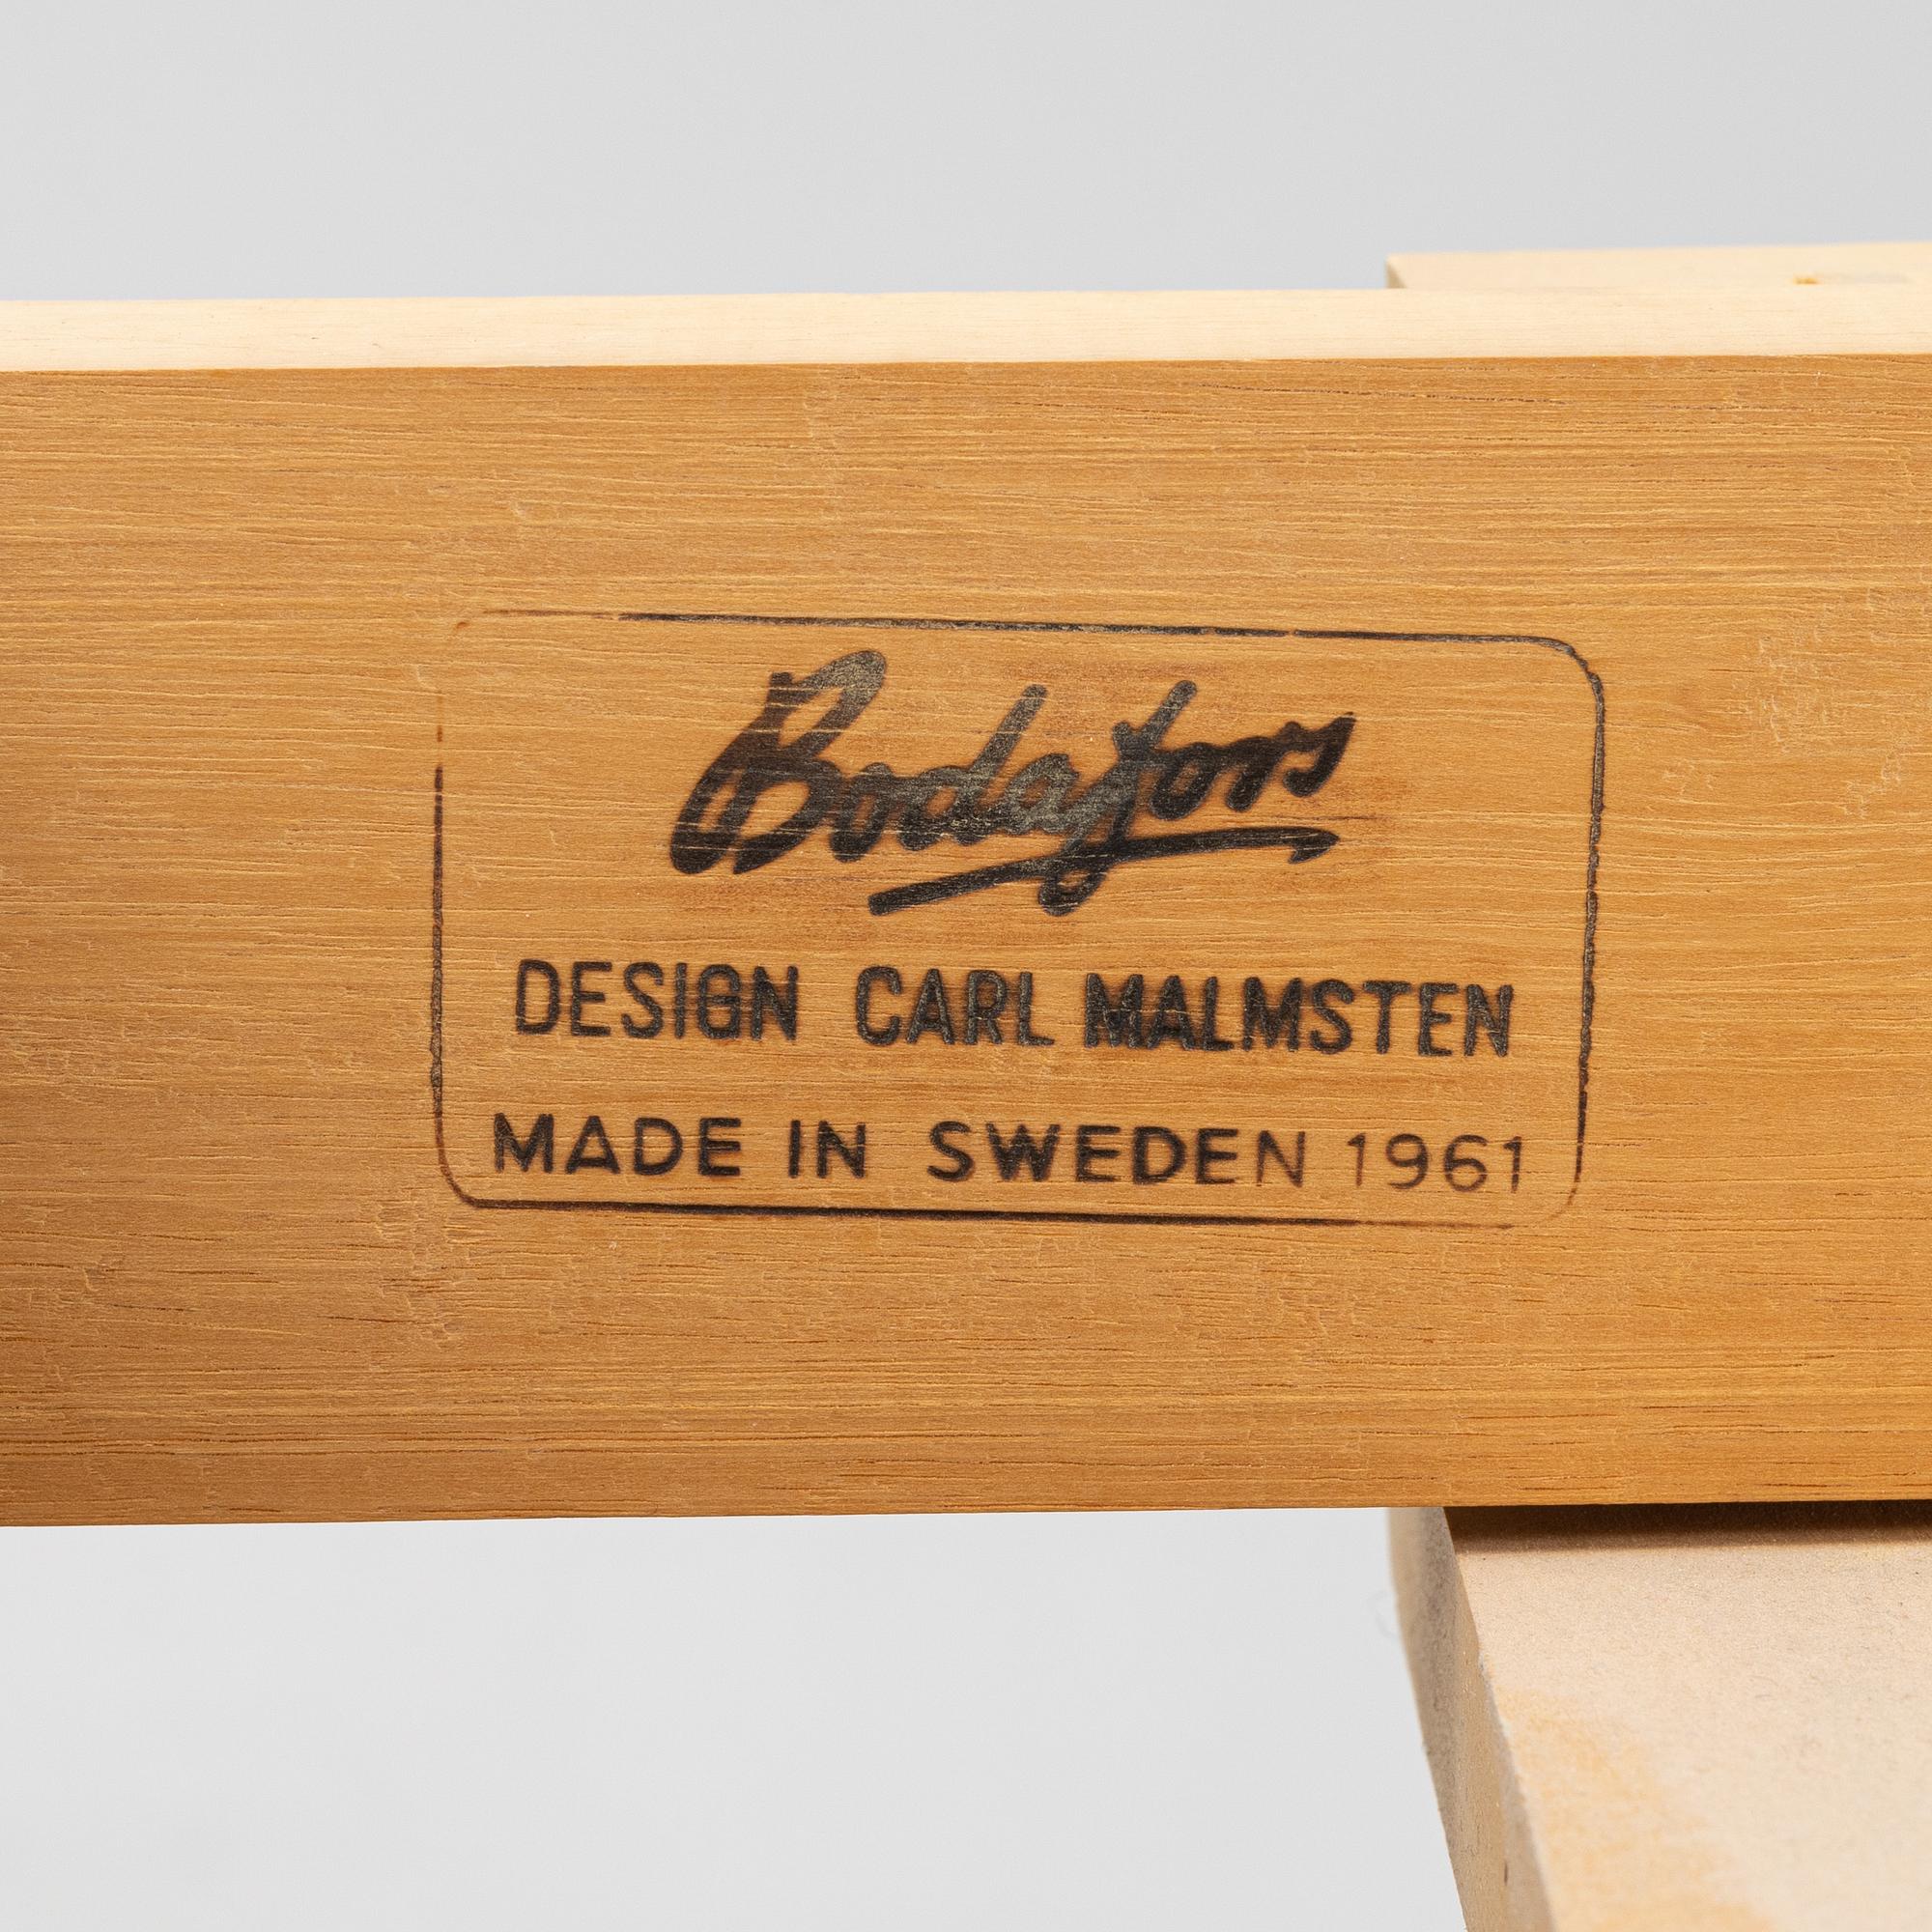 Bodafors
DESIGN CARL MALMSTEN
MADE IN SWEDEN 1961